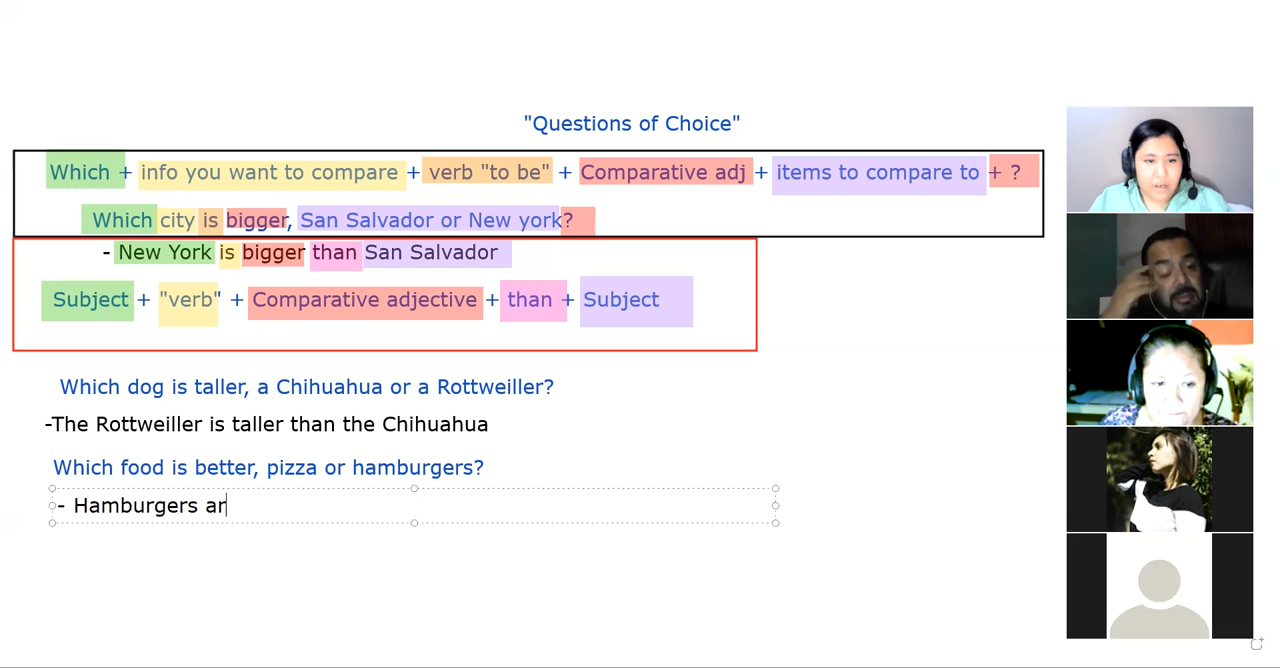 "Questions of Choice"
Which + info you want to compare + verb "to be" + Comparative adj + items to compare to + ?
Which city is bigger, San Salvador or New york?
- New York is bigger than San Salvador
Subject + "verb" + Comparative adjective + than + Subject
Which dog is taller, a Chihuahua or a Rottweiller?
-The Rottweiller is taller than the Chihuahua
Which food is better, pizza or hamburgers?
- Hamburgers ar